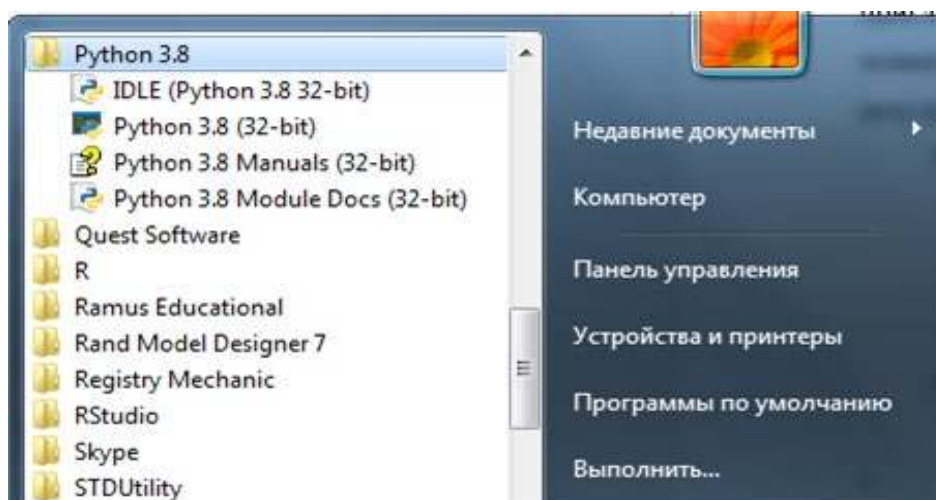 Python 3.8
IDLE (Python 3.8 32-bit)
Python 3.8 (32-bit)
Python 3.8 Manuals (32-bit)
Python 3.8 Module Docs (32-bit)
Quest Software
R
Ramus Educational
Rand Model Designer 7
Registry Mechanic
RStudio
Skype
STDUtility
Недавние документы
Компьютер
Панель управления
Устройства и принтеры
Программы по умолчанию
Выполнить...